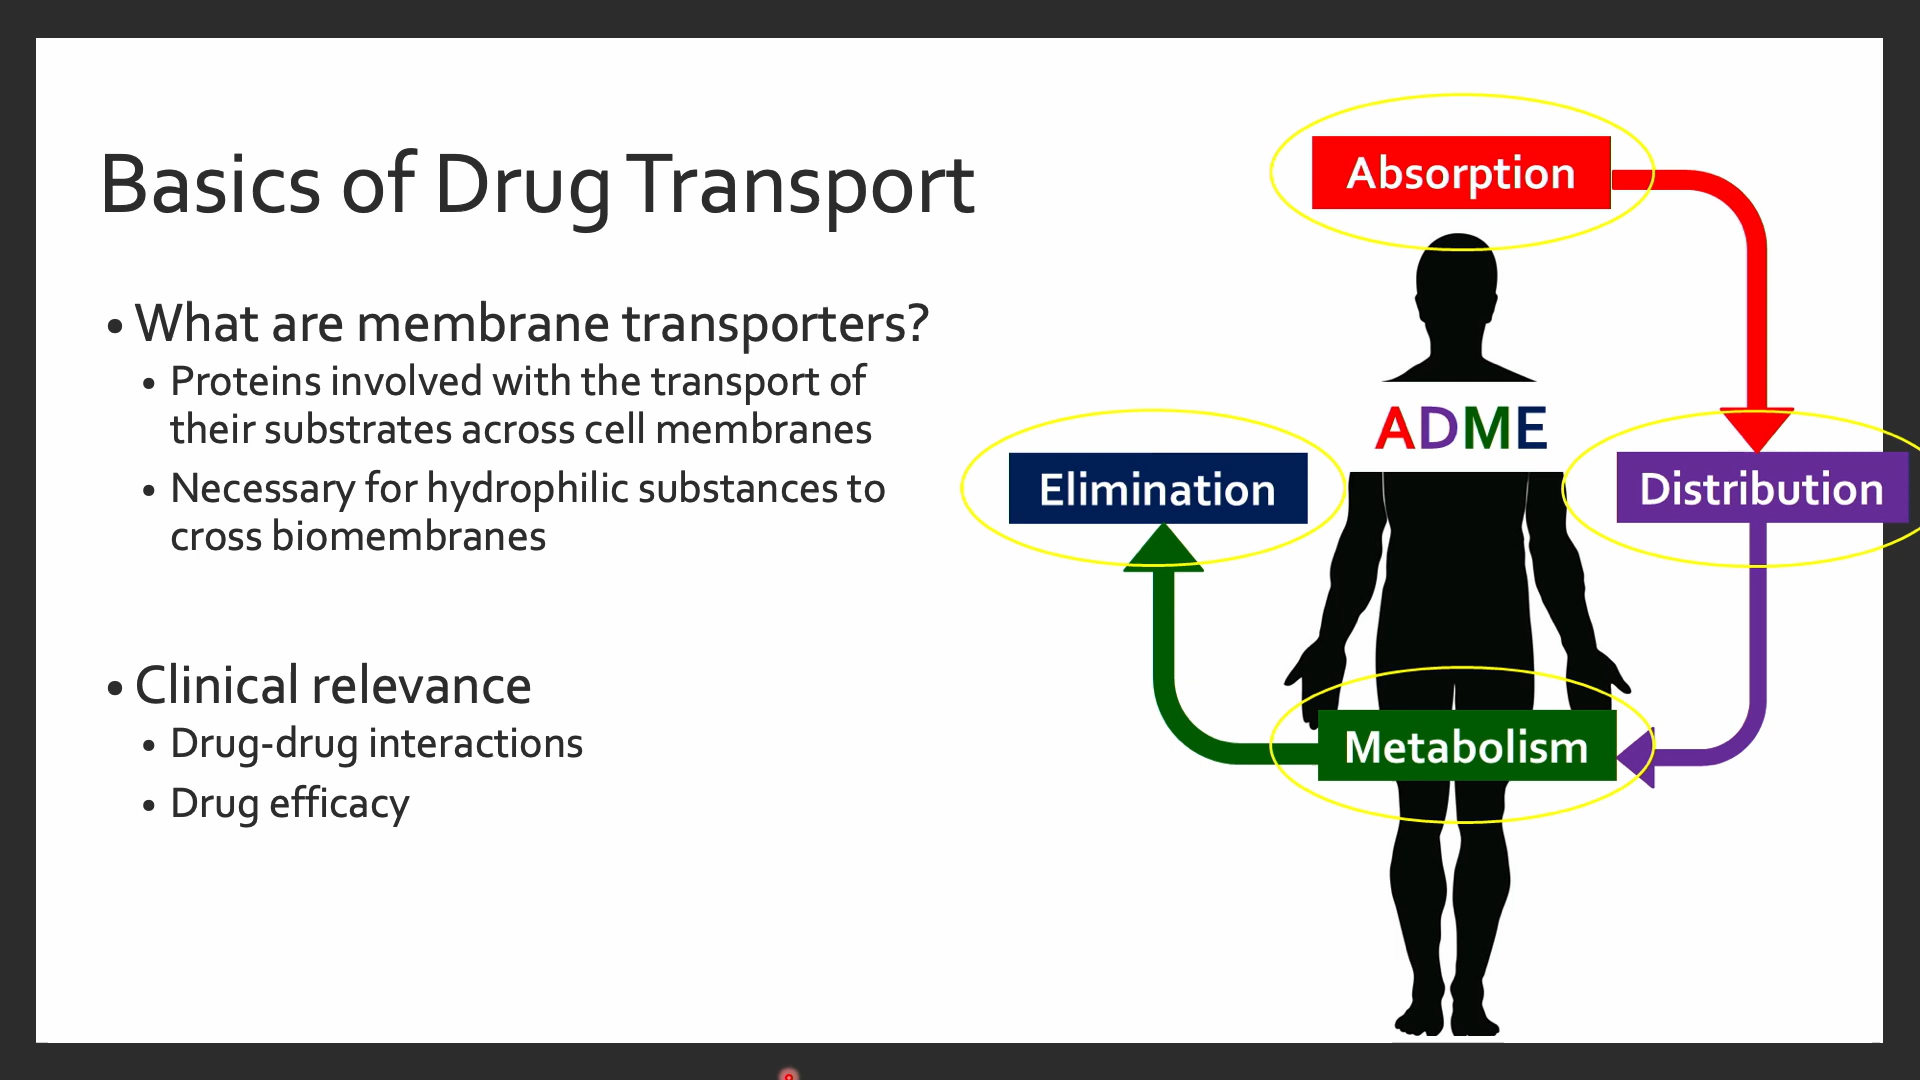 Basics of Drug Transport
• What are membrane transporters?
• Proteins involved with the transport of
their substrates across cell membranes
• Necessary for hydrophilic substances to
cross biomembranes
• Clinical relevance
• Drug-drug interactions
• Drug efficacy
Absorption
ADME
Elimination
Distribution
Metabolism